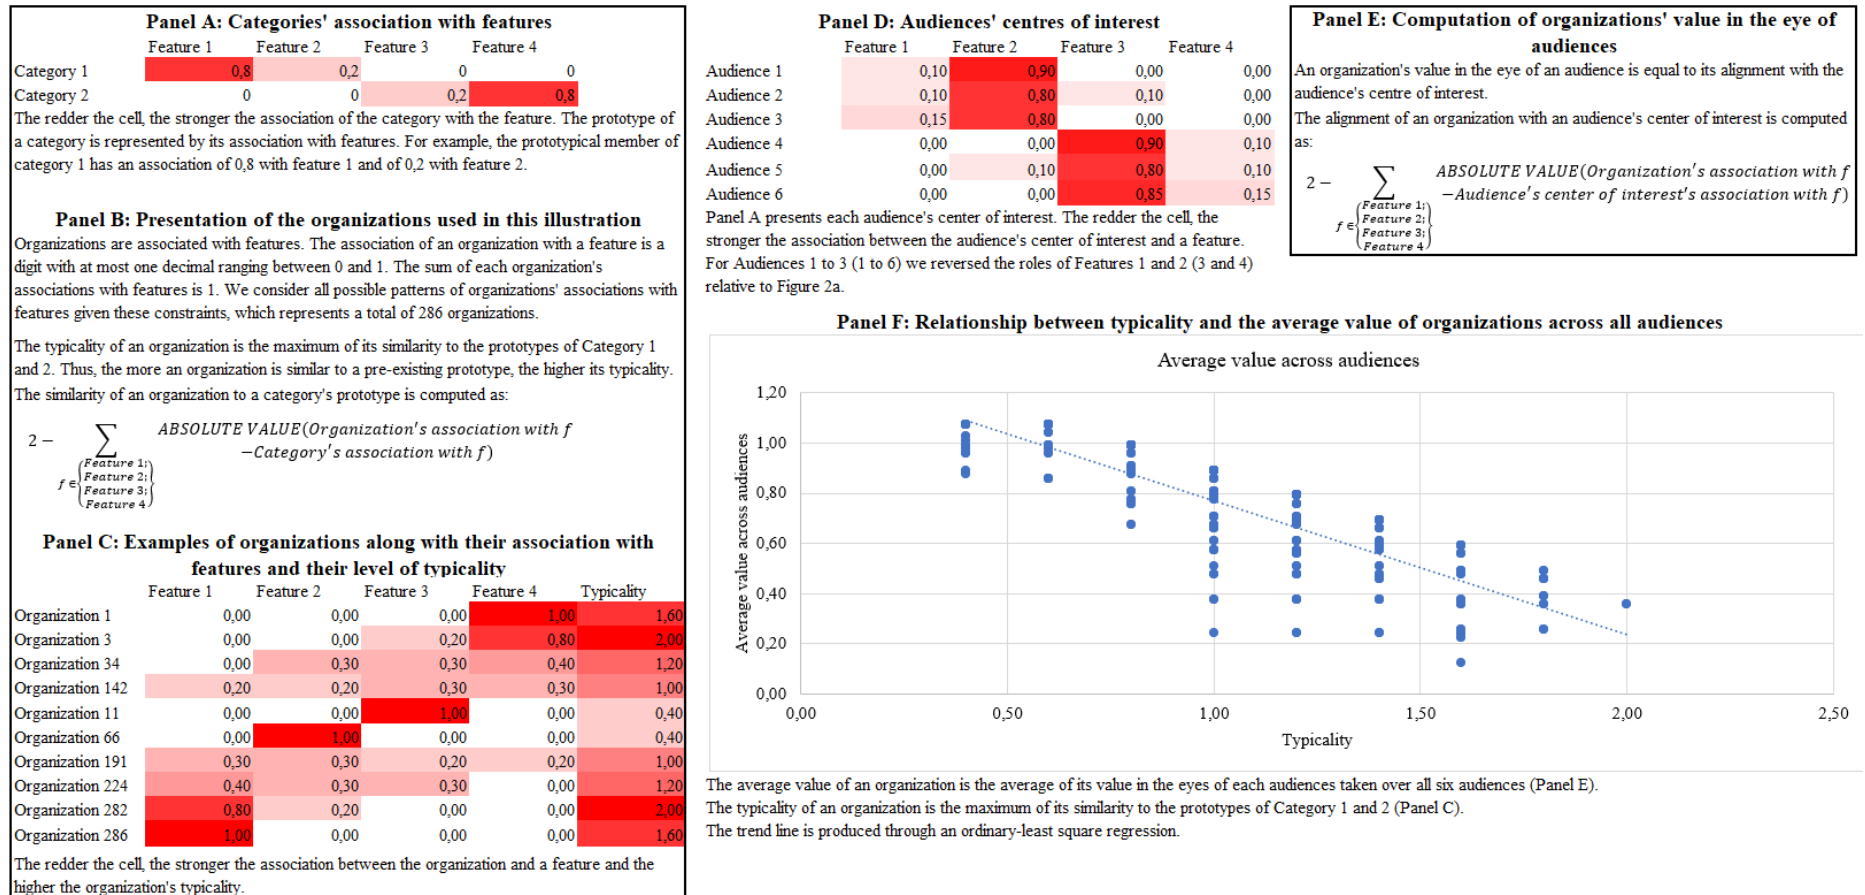 Panel A: Categories' association with features
Feature 1 Feature 2 Feature 3 Feature 4
Category 1 0,8 0,2 0 0
Category 2 0 0 0,2 0,8
The redder the cell, the stronger the association of the category with the feature. The prototype of
a category is represented by its association with features. For example, the prototypical member of
category 1 has an association of 0,8 with feature 1 and of 0,2 with feature 2.
Panel B: Presentation of the organizations used in this illustration
Organizations are associated with features. The association of an organization with a feature is a
digit with at most one decimal ranging between 0 and 1. The sum of each organization's
associations with features is 1. We consider all possible patterns of organizations' associations with
features given these constraints, which represents a total of 286 organizations.
The typicality of an organization is the maximum of its similarity to the prototypes of Category 1
and 2. Thus, the more an organization is similar to a pre-existing prototype, the higher its typicality.
The similarity of an organization to a category's prototype is computed as:
2 − ∑ ABSOLUTE VALUE(Organization's association with f
−Category's association with f)
f ∈ {Feature 1;
Feature 2;
Feature 3;
Feature 4}
Panel C: Examples of organizations along with their association with
features and their level of typicality
Feature 1 Feature 2 Feature 3 Feature 4 Typicality
Organization 1 0,00 0,00 0,00 1,00 1,60
Organization 3 0,00 0,00 0,20 0,80 2,00
Organization 34 0,00 0,30 0,30 0,40 1,20
Organization 142 0,20 0,20 0,30 0,30 1,00
Organization 11 0,00 0,00 1,00 0,00 0,40
Organization 66 0,00 1,00 0,00 0,00 0,40
Organization 191 0,30 0,30 0,20 0,20 1,00
Organization 224 0,40 0,30 0,30 0,00 1,20
Organization 282 0,80 0,20 0,00 0,00 2,00
Organization 286 1,00 0,00 0,00 0,00 1,60
The redder the cell, the stronger the association between the organization and a feature and the
higher the organization's typicality.
Panel D: Audiences' centres of interest
Feature 1 Feature 2 Feature 3 Feature 4
Audience 1 0,10 0,90 0,00 0,00
Audience 2 0,10 0,80 0,10 0,00
Audience 3 0,15 0,80 0,00 0,00
Audience 4 0,00 0,00 0,90 0,10
Audience 5 0,00 0,10 0,80 0,10
Audience 6 0,00 0,00 0,85 0,15
Panel A presents each audience's center of interest. The redder the cell, the
stronger the association between the audience's center of interest and a feature.
For Audiences 1 to 3 (1 to 6) we reversed the roles of Features 1 and 2 (3 and 4)
relative to Figure 2a.
Panel E: Computation of organizations' value in the eye of
audiences
An organization's value in the eye of an audience is equal to its alignment with the
audience's centre of interest.
The alignment of an organization with an audience's center of interest is computed
as:
2 − ∑ ABSOLUTE VALUE(Organization's association with f
−Audience's center of interest's association with f)
f ∈ {Feature 1;
Feature 2;
Feature 3;
Feature 4}
Panel F: Relationship between typicality and the average value of organizations across all audiences
Average value across audiences
Average value across audiences
1,20
1,00
0,80
0,60
0,40
0,20
0,00
0,00 0,50 1,00 1,50 2,00 2,50
Typicality
The average value of an organization is the average of its value in the eyes of each audiences taken over all six audiences (Panel E).
The typicality of an organization is the maximum of its similarity to the prototypes of Category 1 and 2 (Panel C).
The trend line is produced through an ordinary-least square regression.